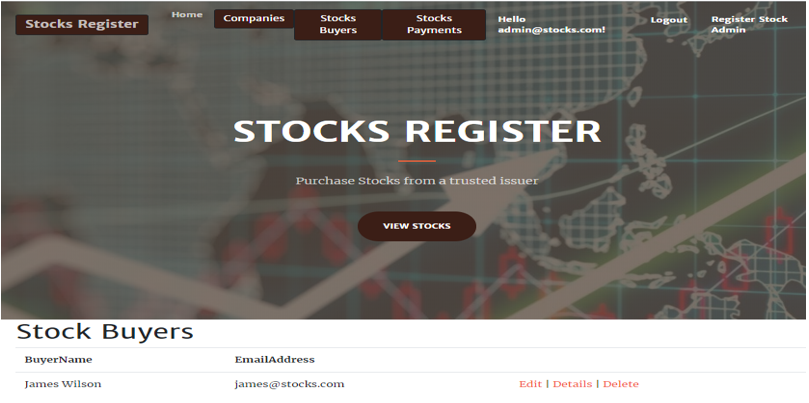 Stocks Register
Home
Companies
Stocks
Buyers
Stocks
Payments
Hello
admin@stocks.com!
Logout
Register Stock
Admin
STOCKS REGISTER
Purchase Stocks from a trusted issuer
VIEW STOCKS
Stock Buyers
BuyerName EmailAddress
James Wilson james@stocks.com Edit | Details | Delete